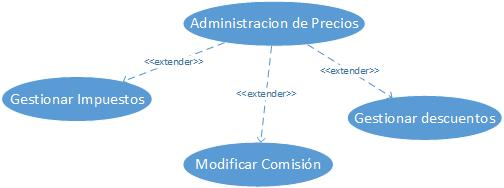 Administracion de Precios
<<extender>>
<<extender>>
<<extender>>
Gestionar Impuestos
Gestionar descuentos
Modificar Comisión